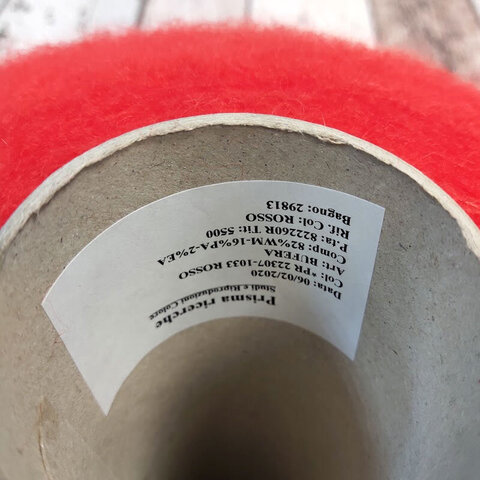 Prisma ricerche
Studi e Riproduzioni Colore
Data: 06/02/2020
Col: *PR 22307-1033 ROSSO
Art: BUFERA
Comp: 82%WM-16%PA-2%EA
P.ta: 822260R Tit: 5500
Rif. Col: ROSSO
Bagno: 29813